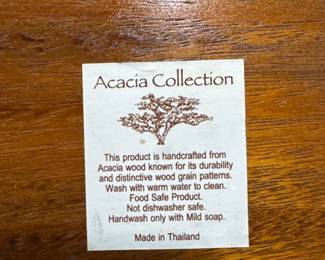 Acacia Collection
This product is handcrafted from
Acacia wood known for its durability
and distinctive wood grain patterns.
Wash with warm water to clean.
Food Safe Product.
Not dishwasher safe.
Handwash only with Mild soap.
Made in Thailand